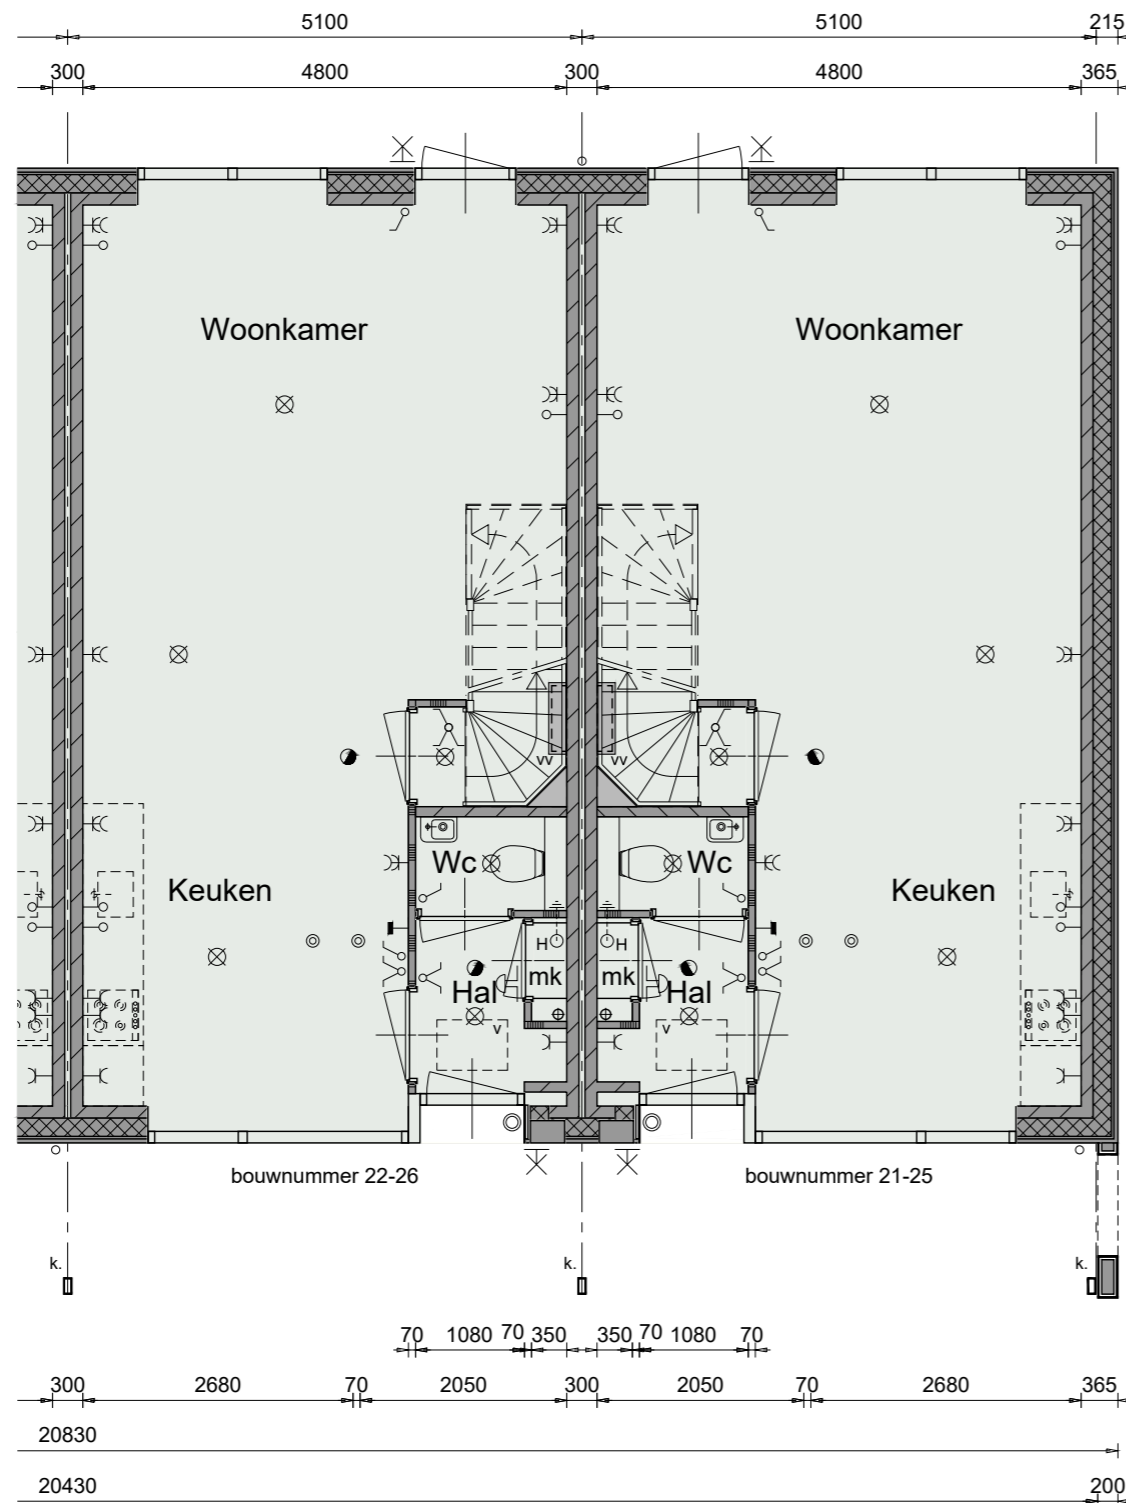 5100 5100 215
300 4800 300 4800 365
Woonkamer Woonkamer
vv vv
Wc Wc
Keuken Keuken
H H
mk mk
Hal Hal
v v
bouwnummer 22-26 bouwnummer 21-25
k. k. k.
70 1080 70 350 350 70 1080 70
300 2680 70 2050 300 2050 70 2680 365
20830
20430 200